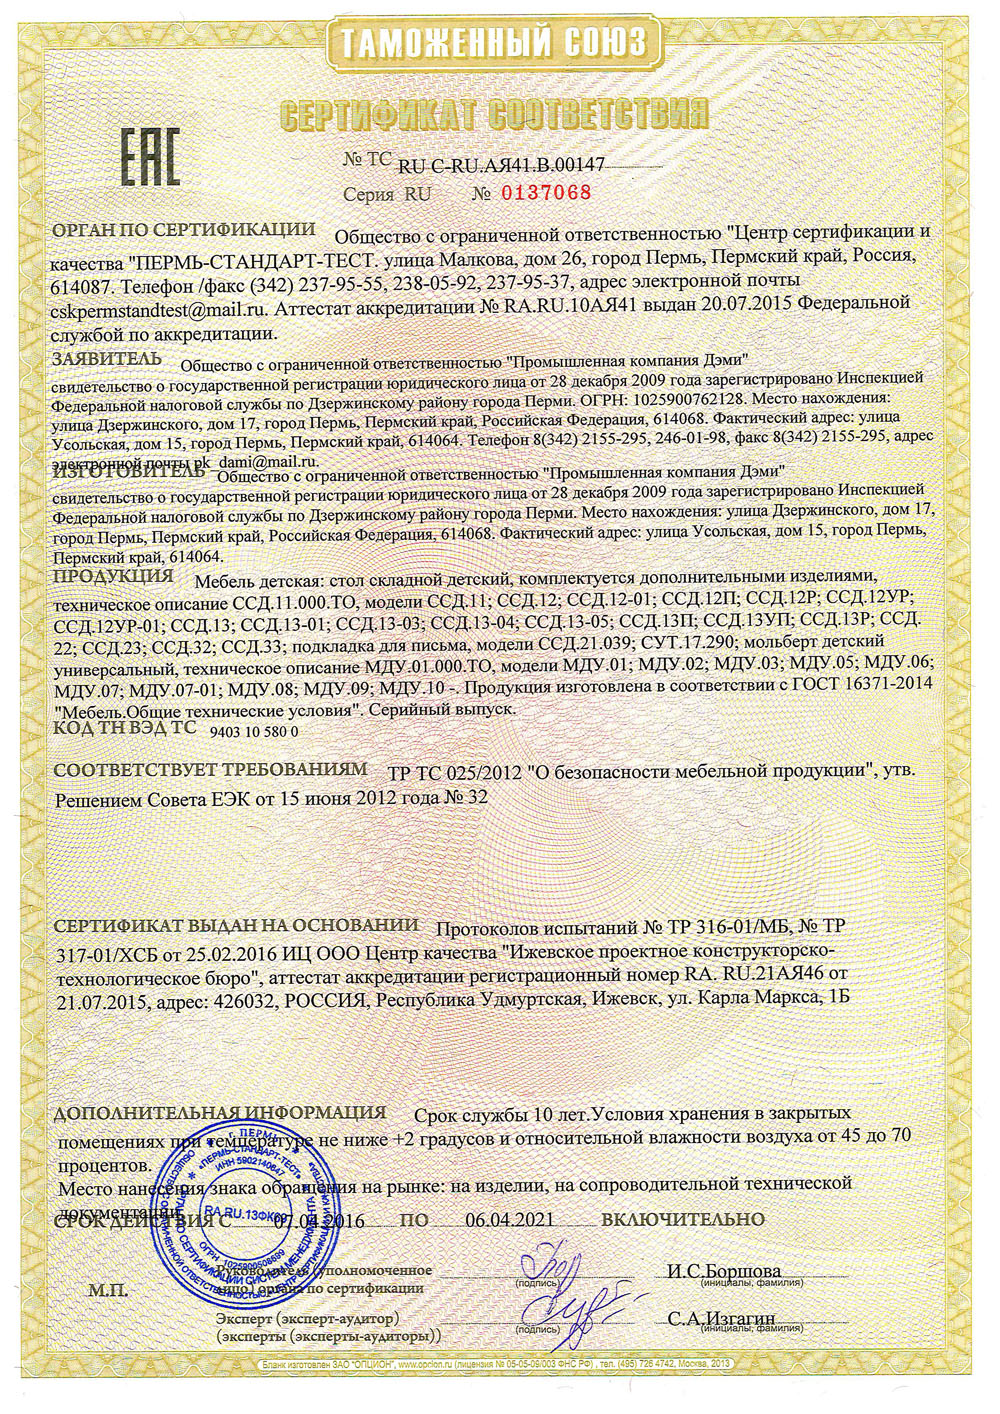 ТАМОЖЕННЫЙ СОЮЗ
СЕРТИФИКАТ СООТВЕТСТВИЯ
ЕАС
№ ТС RU C-RU.АЯ41.В.00147
Серия RU № 0137068
ОРГАН ПО СЕРТИФИКАЦИИ Общество с ограниченной ответственностью "Центр сертификации и
качества "ПЕРМЬ-СТАНДАРТ-ТЕСТ. улица Малкова, дом 26, город Пермь, Пермский край, Россия,
614087. Телефон /факс (342) 237-95-55, 238-05-92, 237-95-37, адрес электронной почты
cskpermstandtest@mail.ru. Аттестат аккредитации № RA.RU.10АЯ41 выдан 20.07.2015 Федеральной
службой по аккредитации.
ЗАЯВИТЕЛЬ Общество с ограниченной ответственностью "Промышленная компания Дэми"
свидетельство о государственной регистрации юридического лица от 28 декабря 2009 года зарегистрировано Инспекцией
Федеральной налоговой службы по Дзержинскому району города Перми. ОГРН: 1025900762128. Место нахождения:
улица Дзержинского, дом 17, город Пермь, Пермский край, Российская Федерация, 614068. Фактический адрес: улица
Усольская, дом 15, город Пермь, Пермский край, 614064. Телефон 8(342) 2155-295, 246-01-98, факс 8(342) 2155-295, адрес
электронной почты pk_dami@mail.ru.
ИЗГОТОВИТЕЛЬ Общество с ограниченной ответственностью "Промышленная компания Дэми"
свидетельство о государственной регистрации юридического лица от 28 декабря 2009 года зарегистрировано Инспекцией
Федеральной налоговой службы по Дзержинскому району города Перми. Место нахождения: улица Дзержинского, дом 17,
город Пермь, Пермский край, Российская Федерация, 614068. Фактический адрес: улица Усольская, дом 15, город Пермь,
Пермский край, 614064.
ПРОДУКЦИЯ Мебель детская: стол складной детский, комплектуется дополнительными изделиями,
техническое описание ССД.11.000.ТО, модели ССД.11; ССД.12; ССД.12-01; ССД.12П; ССД.12Р; ССД.12УР;
ССД.12УР-01; ССД.13; ССД.13-01; ССД.13-03; ССД.13-04; ССД.13-05; ССД.13П; ССД.13УП; ССД.13Р; ССД.
22; ССД.23; ССД.32; ССД.33; подкладка для письма, модели ССД.21.039; СУТ.17.290; мольберт детский
универсальный, техническое описание МДУ.01.000.ТО, модели МДУ.01; МДУ.02; МДУ.03; МДУ.05; МДУ.06;
МДУ.07; МДУ.07-01; МДУ.08; МДУ.09; МДУ.10 -. Продукция изготовлена в соответствии с ГОСТ 16371-2014
"Мебель.Общие технические условия". Серийный выпуск.
КОД ТН ВЭД ТС 9403 10 580 0
СООТВЕТСТВУЕТ ТРЕБОВАНИЯМ ТР ТС 025/2012 "О безопасности мебельной продукции", утв.
Решением Совета ЕЭК от 15 июня 2012 года № 32
СЕРТИФИКАТ ВЫДАН НА ОСНОВАНИИ Протоколов испытаний № ТР 316-01/МБ, № ТР
317-01/ХСБ от 25.02.2016 ИЦ ООО Центр качества "Ижевское проектное конструкторско-
технологическое бюро", аттестат аккредитации регистрационный номер RA. RU.21АЯ46 от
21.07.2015, адрес: 426032, РОССИЯ, Республика Удмуртская, Ижевск, ул. Карла Маркса, 1Б
ДОПОЛНИТЕЛЬНАЯ ИНФОРМАЦИЯ Срок службы 10 лет.Условия хранения в закрытых
помещениях при температуре не ниже +2 градусов и относительной влажности воздуха от 45 до 70
процентов.
Место нанесения знака обращения на рынке: на изделии, на сопроводительной технической
документации.
СРОК ДЕЙСТВИЯ С 07.04.2016 ПО 06.04.2021 ВКЛЮЧИТЕЛЬНО
г. ПЕРМЬ
"ПЕРМЬ-СТАНДАРТ-ТЕСТ"
ИНН 5902140647
RA.RU.13ФК
ОГРН 1025900508699
М.П.
Руководитель (уполномоченное
лицо) органа по сертификации
(подпись)
И.С.Боршова
(инициалы, фамилия)
Эксперт (эксперт-аудитор)
(эксперты (эксперты-аудиторы))
(подпись)
С.А.Изгагин
(инициалы, фамилия)
Бланк изготовлен ЗАО "ОПЦИОН", www.opcion.ru (лицензия № 05-05-09/003 ФНС РФ) , тел. (495) 726 4742, Москва, 2013